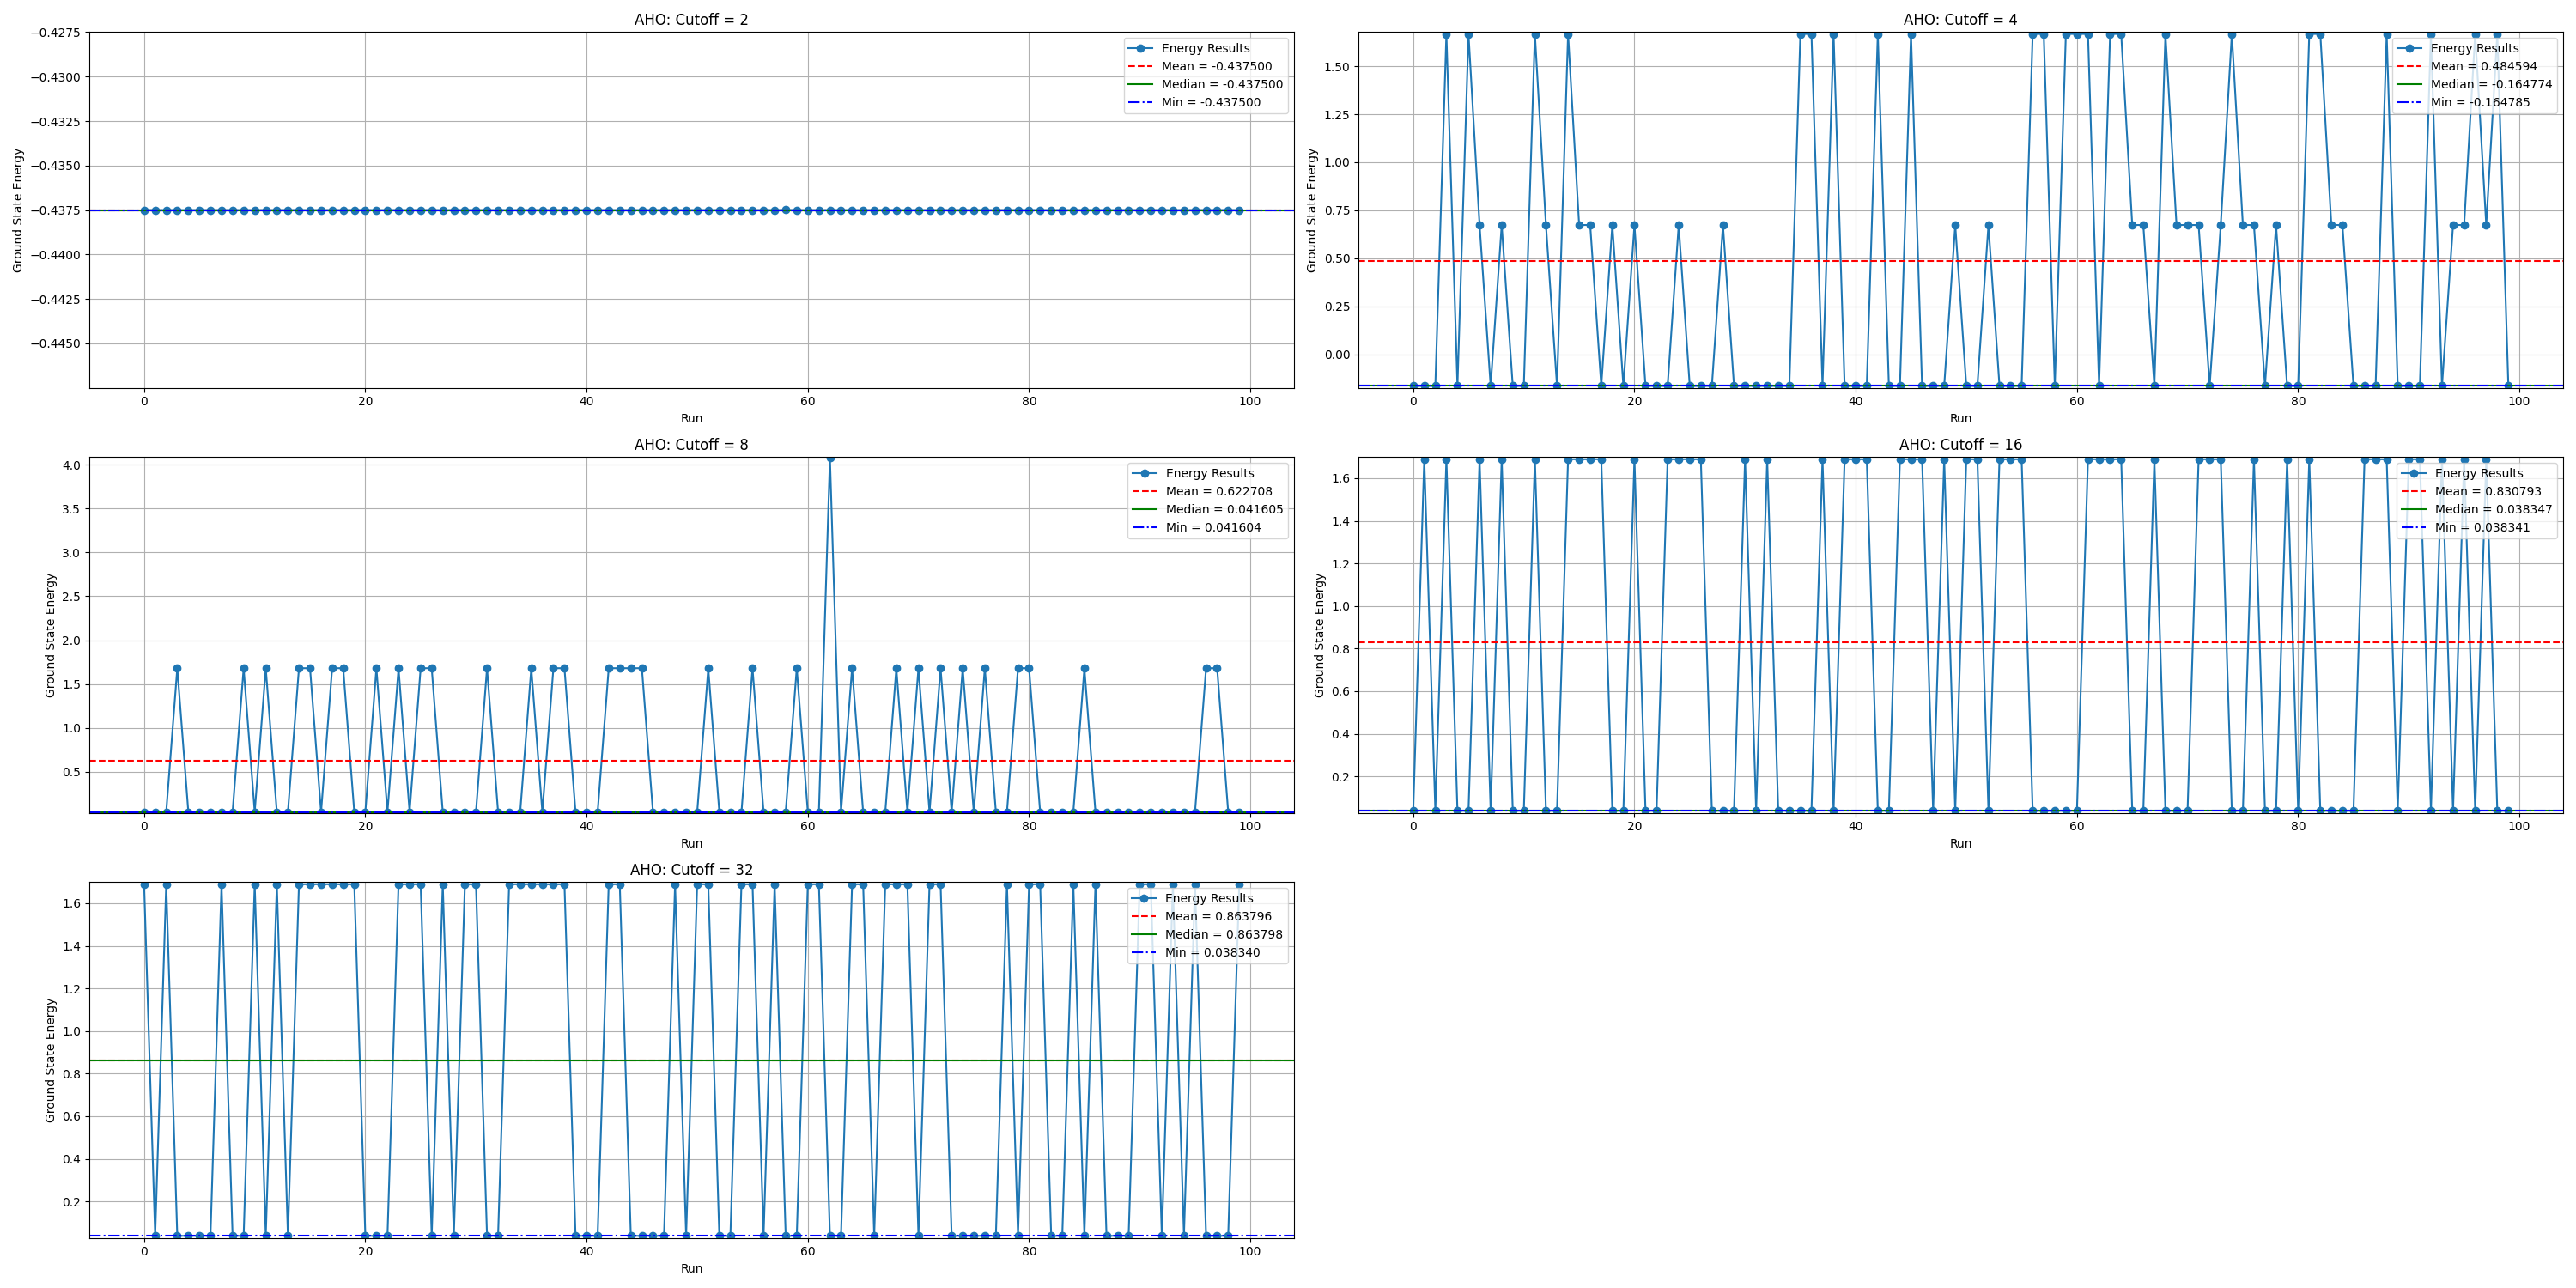 AHO: Cutoff = 2
Ground State Energy
−0.4275
−0.4300
−0.4325
−0.4350
−0.4375
−0.4400
−0.4425
−0.4450
Energy Results
Mean = -0.437500
Median = -0.437500
Min = -0.437500
0 20 40 60 80 100
Run
AHO: Cutoff = 4
Ground State Energy
1.50
1.25
1.00
0.75
0.50
0.25
0.00
Energy Results
Mean = 0.484594
Median = -0.164774
Min = -0.164785
0 20 40 60 80 100
Run
AHO: Cutoff = 8
Ground State Energy
4.0
3.5
3.0
2.5
2.0
1.5
1.0
0.5
Energy Results
Mean = 0.622708
Median = 0.041605
Min = 0.041604
0 20 40 60 80 100
Run
AHO: Cutoff = 16
Ground State Energy
1.6
1.4
1.2
1.0
0.8
0.6
0.4
0.2
Energy Results
Mean = 0.830793
Median = 0.038347
Min = 0.038341
0 20 40 60 80 100
Run
AHO: Cutoff = 32
Ground State Energy
1.6
1.4
1.2
1.0
0.8
0.6
0.4
0.2
Energy Results
Mean = 0.863796
Median = 0.863798
Min = 0.038340
0 20 40 60 80 100
Run